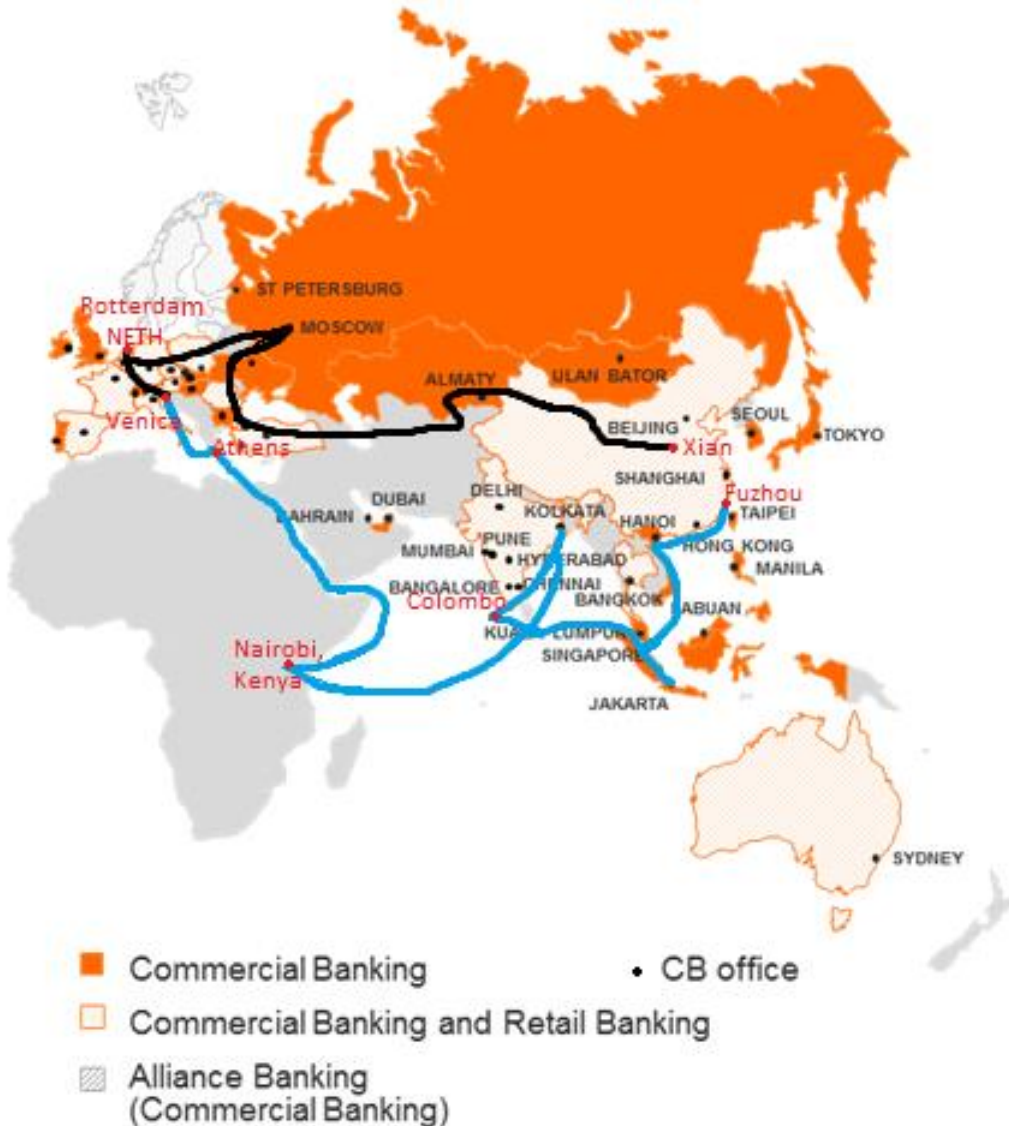 ST PETERSBURG
Rotterdam
NETH
MOSCOW
ALMATY
ULAN BATOR
Venice
Athens
BEIJING
SEOUL
Xian
TOKYO
SHANGHAI
DELHI
Fuzhou
DUBAI
KOLKATA
BAHRAIN
HANOI
TAIPEI
PUNE
MUMBAI
HYDERABAD
HONG KONG
MANILA
BANGALORE
CHENNAI
BANGKOK
Colombo
LABUAN
KUALA LUMPUR
Nairobi,
Kenya
SINGAPORE
JAKARTA
SYDNEY
Commercial Banking
CB office
Commercial Banking and Retail Banking
Alliance Banking
(Commercial Banking)